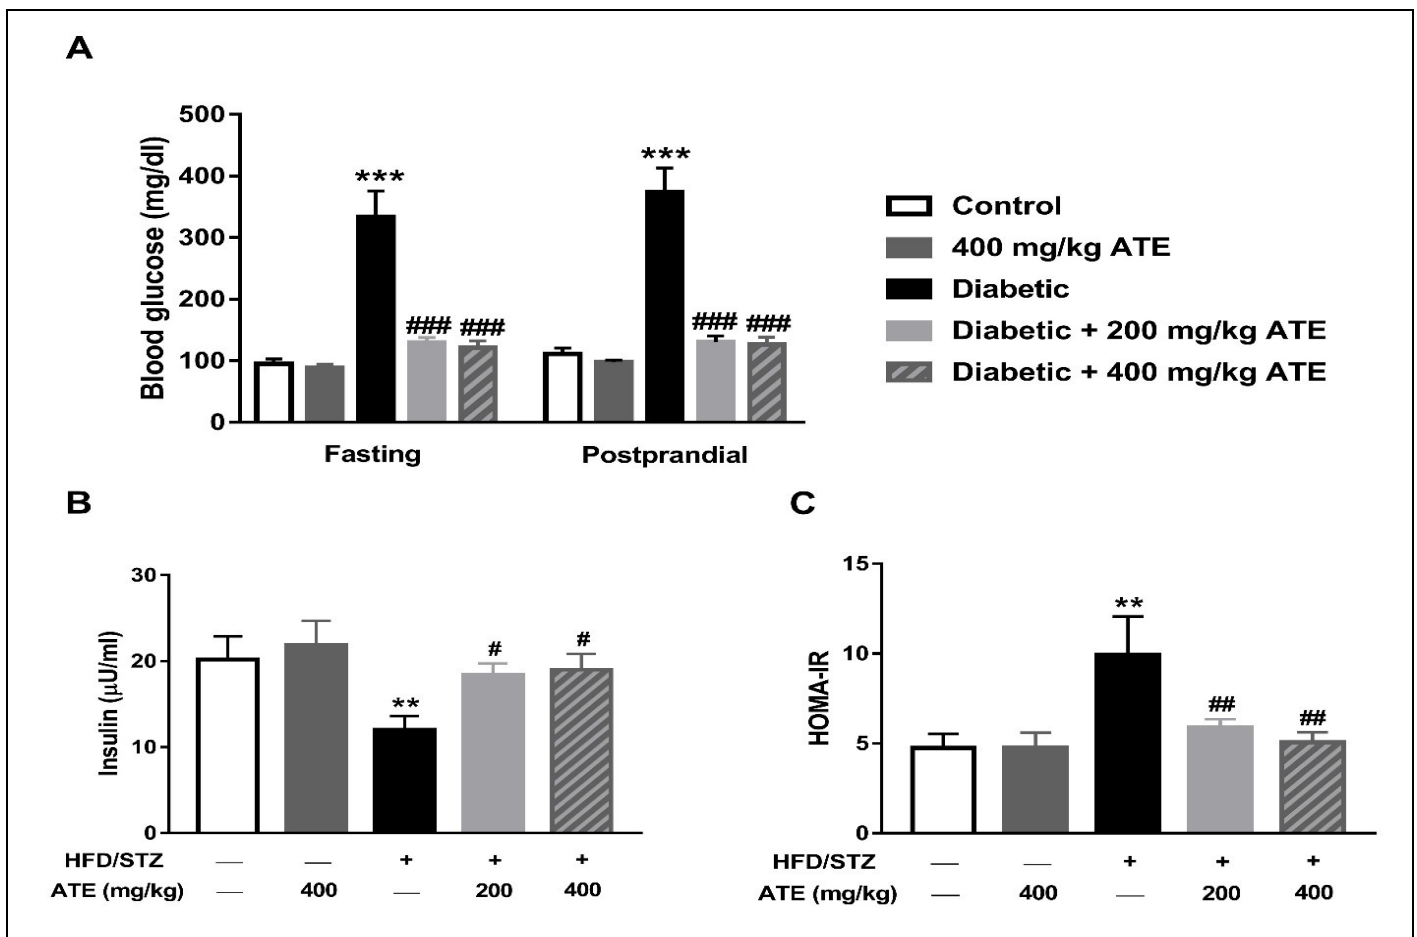 A
Blood glucose (mg/dl)
500
400
300
200
100
0
***
***
###
###
###
###
Fasting
Postprandial
Control
400 mg/kg ATE
Diabetic
Diabetic + 200 mg/kg ATE
Diabetic + 400 mg/kg ATE
B
Insulin (μU/ml)
30
20
10
0
**
#
#
HFD/STZ — — + + +
ATE (mg/kg) — 400 — 200 400
C
HOMA-IR
15
10
5
0
**
##
##
HFD/STZ — — + + +
ATE (mg/kg) — 400 — 200 400